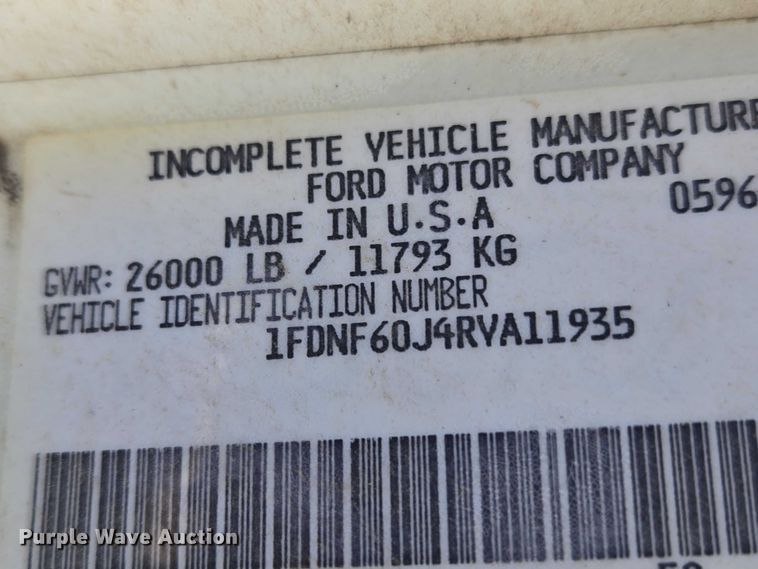 INCOMPLETE VEHICLE MANUFACTURE
FORD MOTOR COMPANY
0596
MADE IN U.S.A
GVWR: 26000 LB / 11793 KG
VEHICLE IDENTIFICATION NUMBER
1FDNF60J4RVA11935
Purple Wave Auction